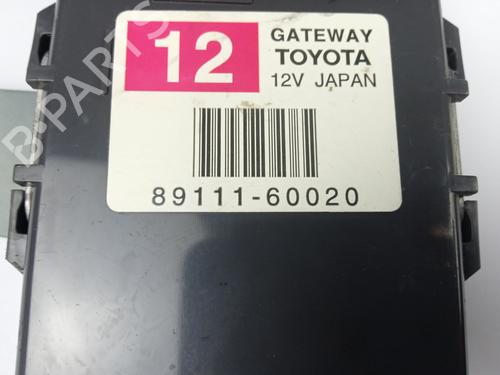 12
GATEWAY
TOYOTA
12V JAPAN
89111-60020
B-PARTS